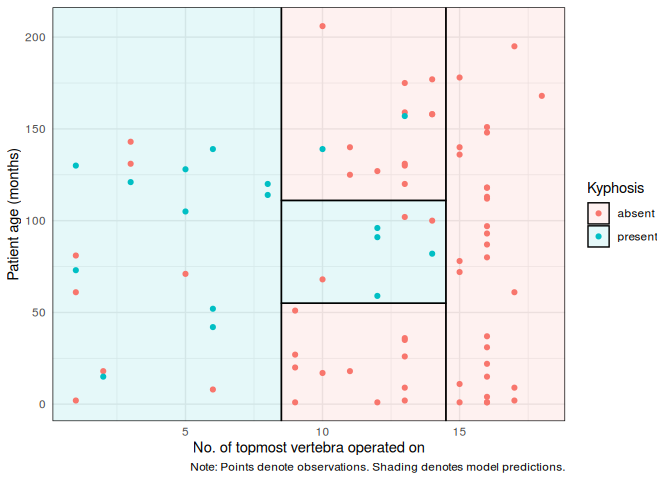 200
150
100
50
0
Patient age (months)
5
10
15
No. of topmost vertebra operated on
Note: Points denote observations. Shading denotes model predictions.
Kyphosis
absent
present